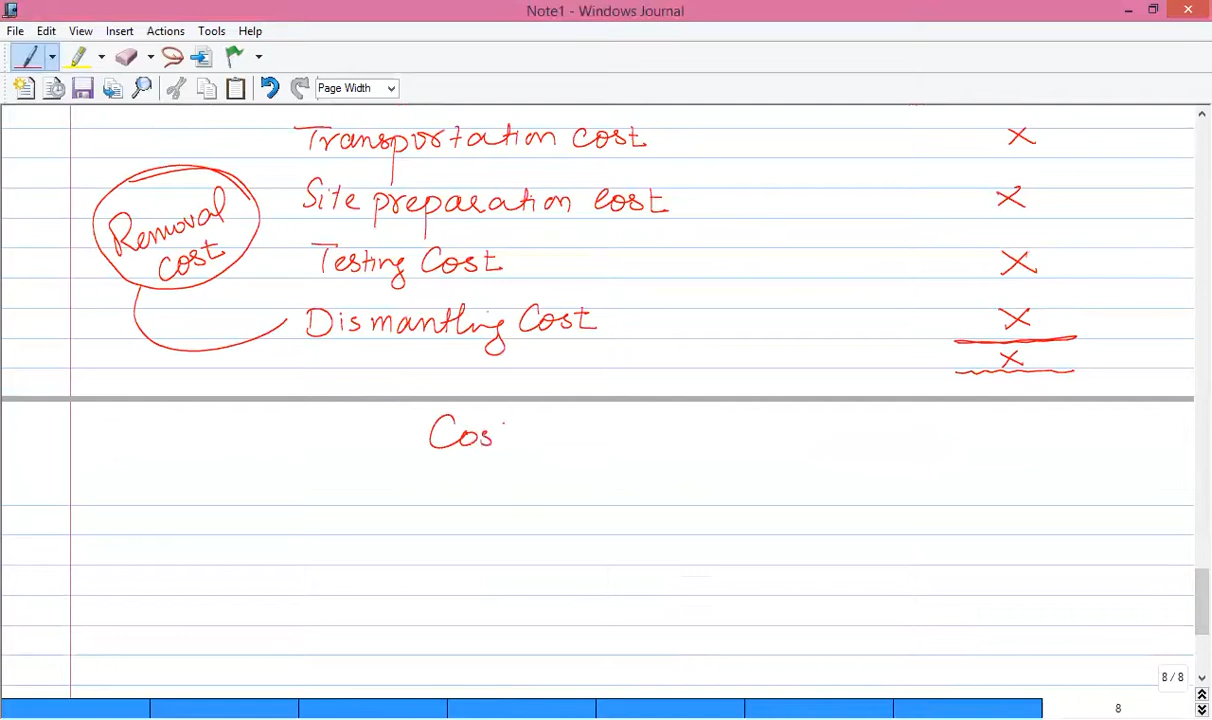 Note1 - Windows Journal
File Edit View Insert Actions Tools Help
Page Width
Transportation cost X
Site preparation cost X
Removal cost
Testing Cost X
Dismantling Cost X
X
Cos
8 / 8
8